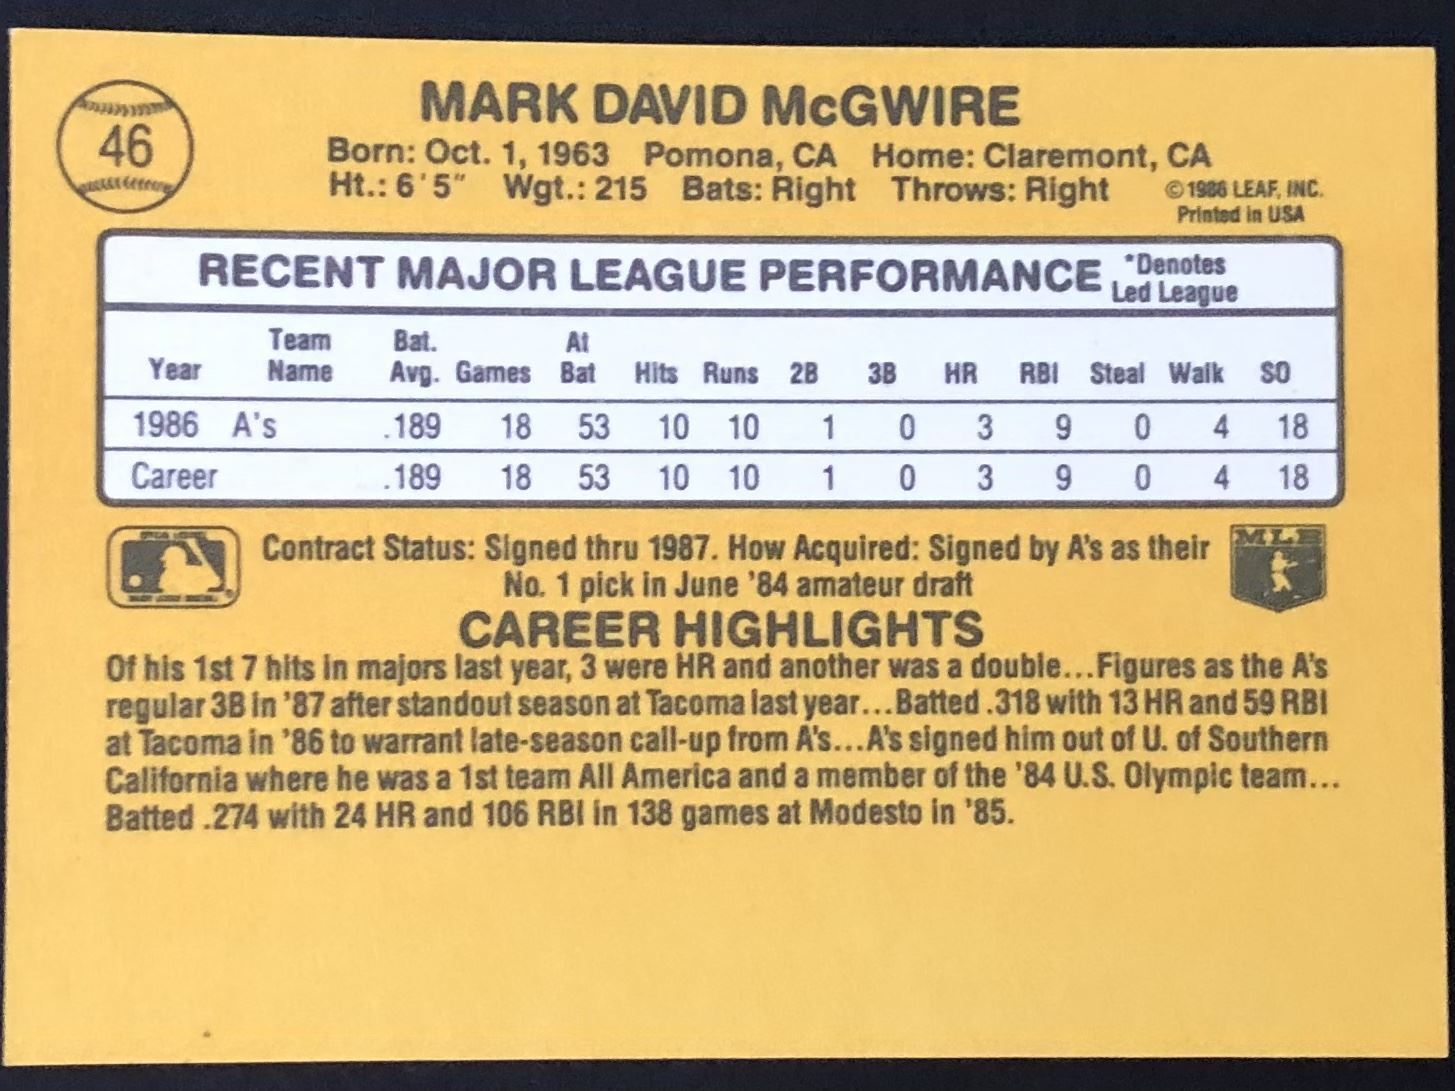 46
MARK DAVID McGWIRE
Born: Oct. 1, 1963 Pomona, CA Home: Claremont, CA
Ht.: 6'5" Wgt.: 215 Bats: Right Throws: Right
©1986 LEAF, INC.
Printed in USA
RECENT MAJOR LEAGUE PERFORMANCE *Denotes
Led League
Team Bat. At
Year Name Avg. Games Bat Hits Runs 2B 3B HR RBI Steal Walk SO
1986 A's .189 18 53 10 10 1 0 3 9 0 4 18
Career .189 18 53 10 10 1 0 3 9 0 4 18
Contract Status: Signed thru 1987. How Acquired: Signed by A's as their
No. 1 pick in June '84 amateur draft
CAREER HIGHLIGHTS
Of his 1st 7 hits in majors last year, 3 were HR and another was a double...Figures as the A's
regular 3B in '87 after standout season at Tacoma last year...Batted .318 with 13 HR and 59 RBI
at Tacoma in '86 to warrant late-season call-up from A's...A's signed him out of U. of Southern
California where he was a 1st team All America and a member of the '84 U.S. Olympic team...
Batted .274 with 24 HR and 106 RBI in 138 games at Modesto in '85.